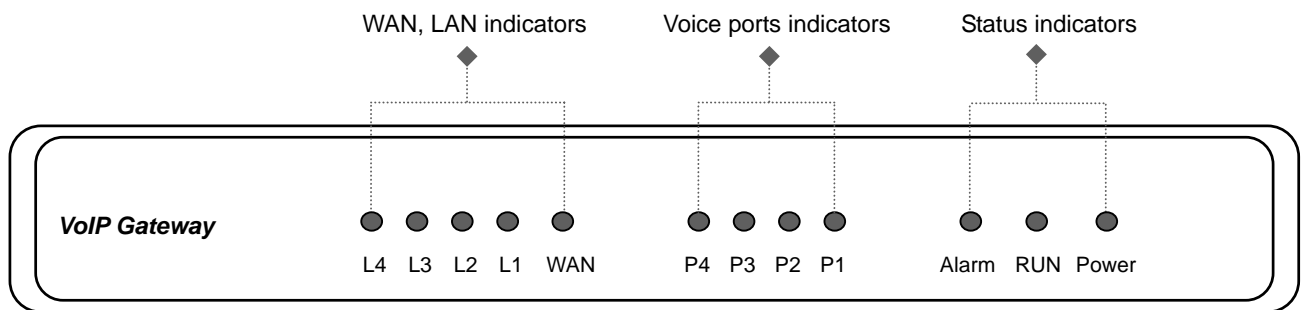 WAN, LAN indicators Voice ports indicators Status indicators
VoIP Gateway
L4 L3 L2 L1 WAN P4 P3 P2 P1 Alarm RUN Power